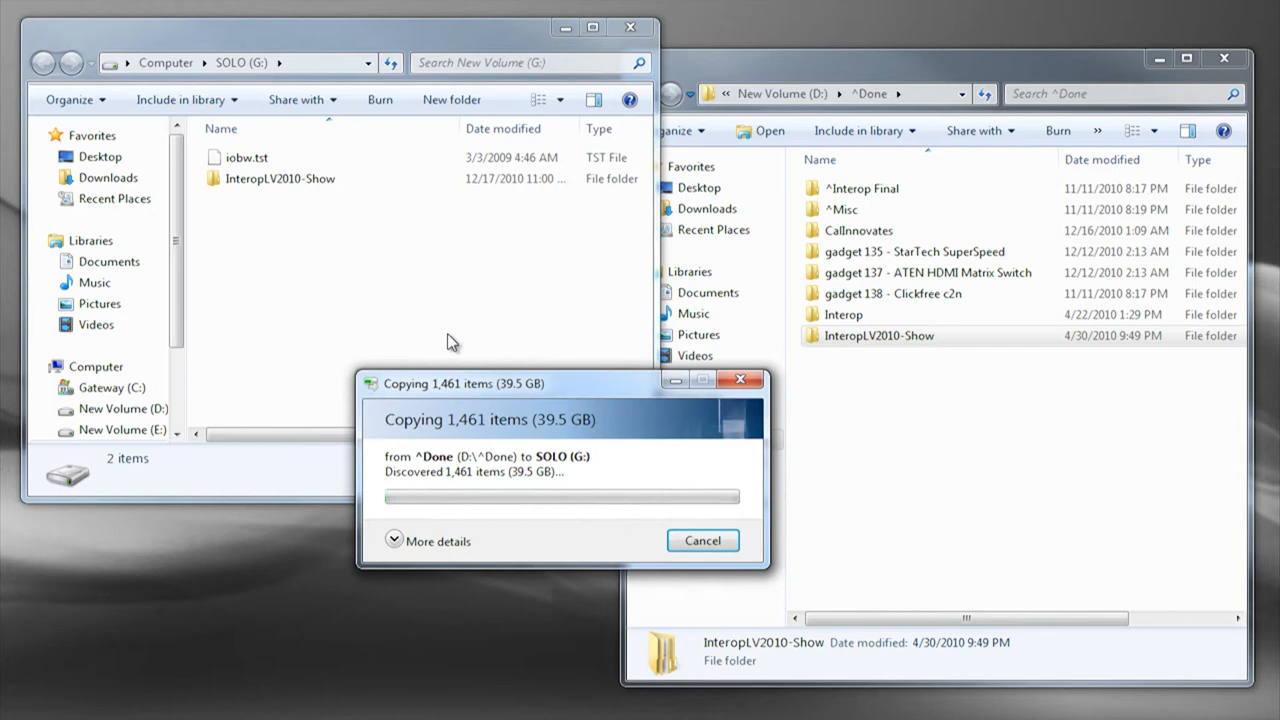 Computer SOLO (G:) Search New Volume (G:)
Organize Include in library Share with Burn New folder
Favorites
Desktop
Downloads
Recent Places
Libraries
Documents
Music
Pictures
Videos
Computer
Gateway (C:)
New Volume (D:)
New Volume (E:)
Name Date modified Type
iobw.tst 3/3/2009 4:46 AM TST File
InteropLV2010-Show 12/17/2010 11:00 ... File folder
2 items
« New Volume (D:) ^Done Search ^Done
ganize Open Include in library Share with Burn »
Favorites
Desktop
Downloads
Recent Places
Libraries
Documents
Music
Pictures
Videos
Name Date modified Type
^Interop Final 11/11/2010 8:17 PM File folder
^Misc 11/11/2010 8:19 PM File folder
CalInnovates 12/16/2010 1:09 AM File folder
gadget 135 - StarTech SuperSpeed 12/12/2010 2:13 AM File folder
gadget 137 - ATEN HDMI Matrix Switch 12/12/2010 2:13 AM File folder
gadget 138 - Clickfree c2n 11/11/2010 8:17 PM File folder
Interop 4/22/2010 1:29 PM File folder
InteropLV2010-Show 4/30/2010 9:49 PM File folder
InteropLV2010-Show Date modified: 4/30/2010 9:49 PM
File folder
Copying 1,461 items (39.5 GB)
Copying 1,461 items (39.5 GB)
from ^Done (D:\^Done) to SOLO (G:)
Discovered 1,461 items (39.5 GB)...
More details Cancel